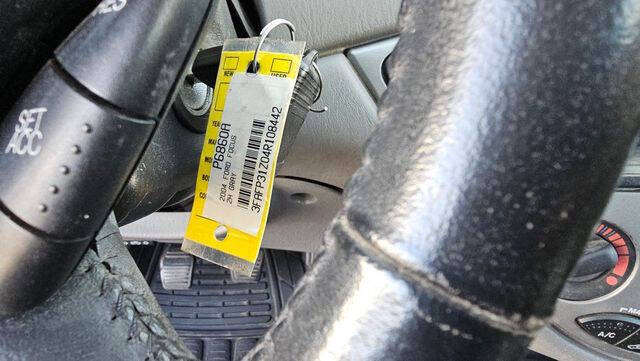 SET
ACC
NEW
USED
P6860A
2004 FORD FOCUS
2H GRAY
3FAFP31Z04R108442
A/C